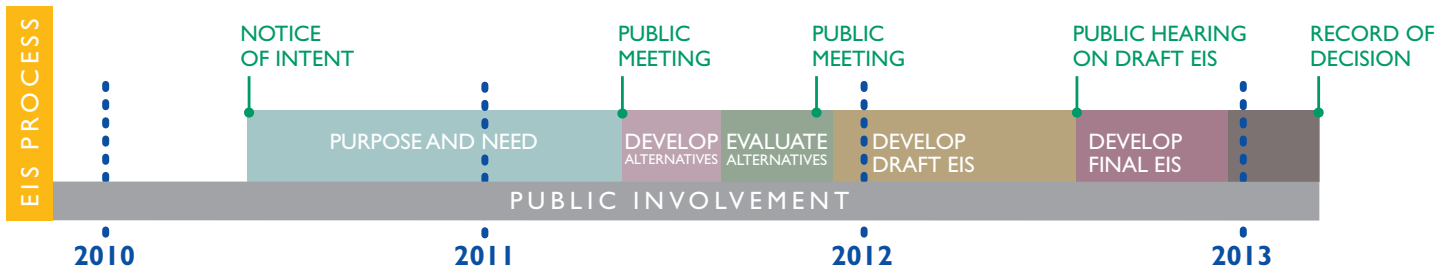 EIS PROCESS
NOTICE
OF INTENT
PUBLIC
MEETING
PUBLIC
MEETING
PUBLIC HEARING
ON DRAFT EIS
RECORD OF
DECISION
PURPOSE AND NEED
DEVELOP
ALTERNATIVES
EVALUATE
ALTERNATIVES
DEVELOP
DRAFT EIS
DEVELOP
FINAL EIS
PUBLIC INVOLVEMENT
2010
2011
2012
2013